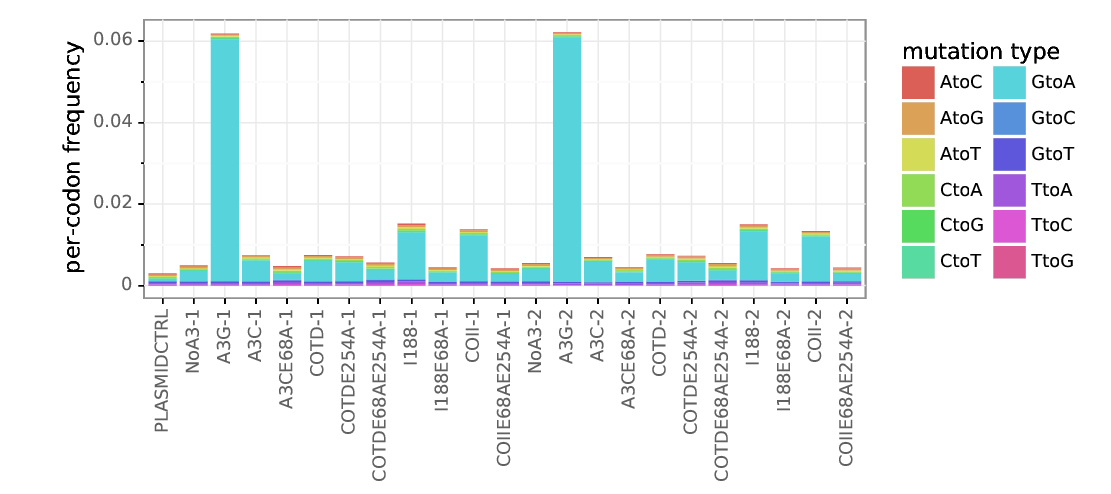 per-codon frequency
0.06
0.04
0.02
0
PLASMIDCTRL
NoA3-1
A3G-1
A3C-1
A3CE68A-1
COTD-1
COTDE254A-1
COTDE68AE254A-1
I188-1
I188E68A-1
COII-1
COIIE68AE254A-1
NoA3-2
A3G-2
A3C-2
A3CE68A-2
COTD-2
COTDE254A-2
COTDE68AE254A-2
I188-2
I188E68A-2
COII-2
COIIE68AE254A-2
mutation type
AtoC
AtoG
AtoT
CtoA
CtoG
CtoT
GtoA
GtoC
GtoT
TtoA
TtoC
TtoG